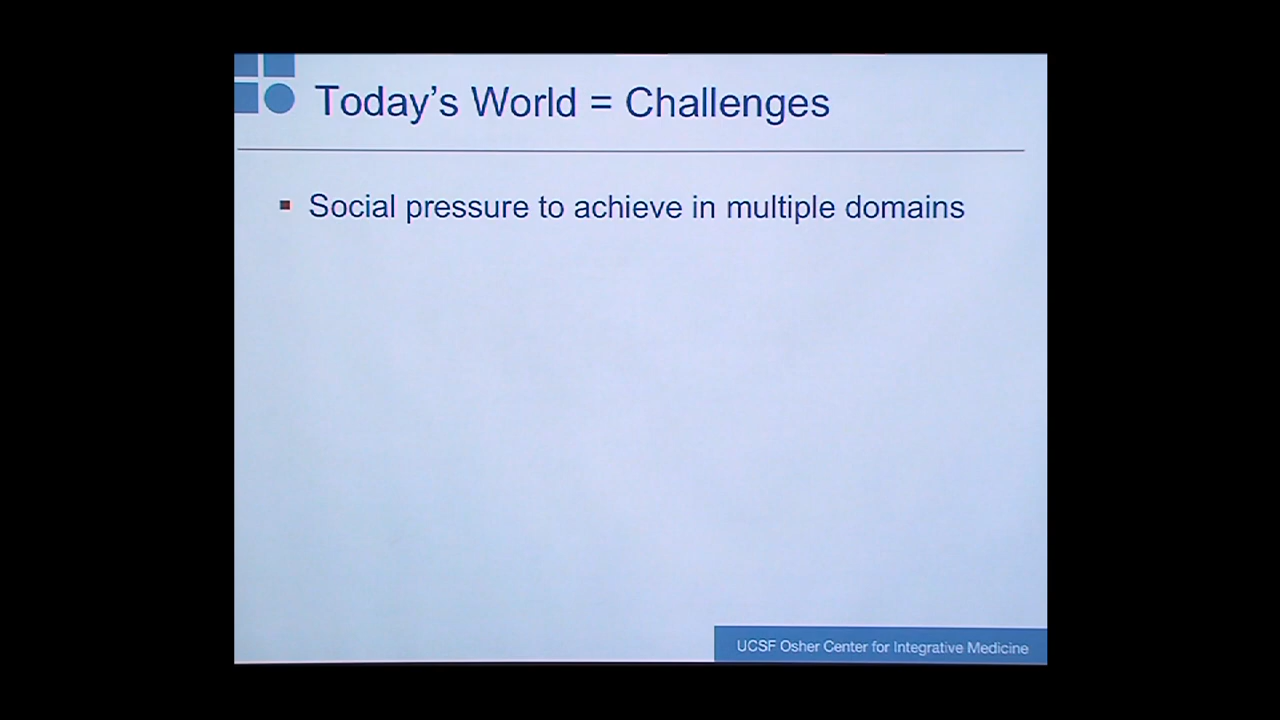 Today's World = Challenges
Social pressure to achieve in multiple domains
UCSF Osher Center for Integrative Medicine